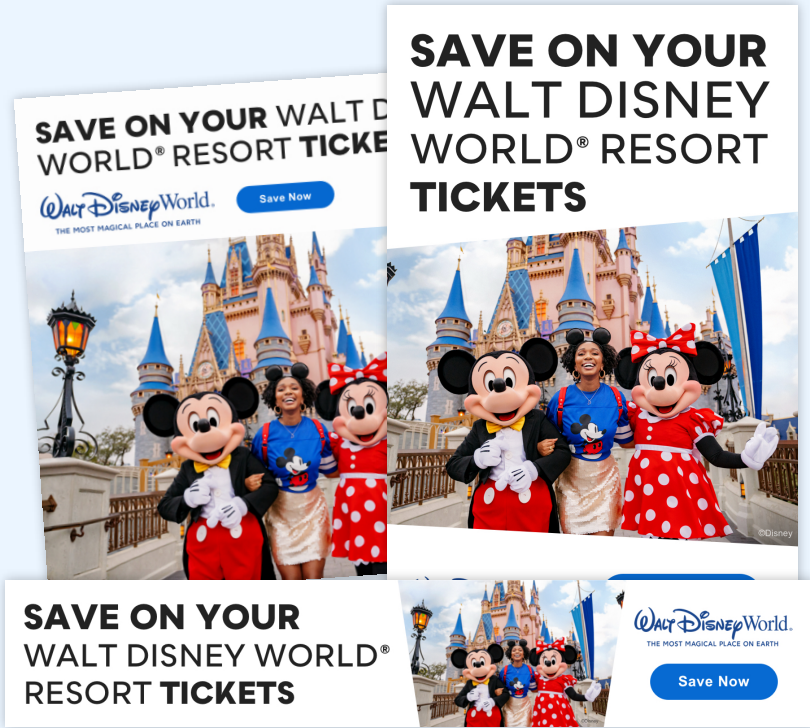 SAVE ON YOUR WALT D
WORLD® RESORT TICKE
WALT DISNEY World.
THE MOST MAGICAL PLACE ON EARTH
Save Now
SAVE ON YOUR
WALT DISNEY
WORLD® RESORT
TICKETS
©Disney
SAVE ON YOUR
WALT DISNEY WORLD®
RESORT TICKETS
WALT DISNEY World.
THE MOST MAGICAL PLACE ON EARTH
Save Now